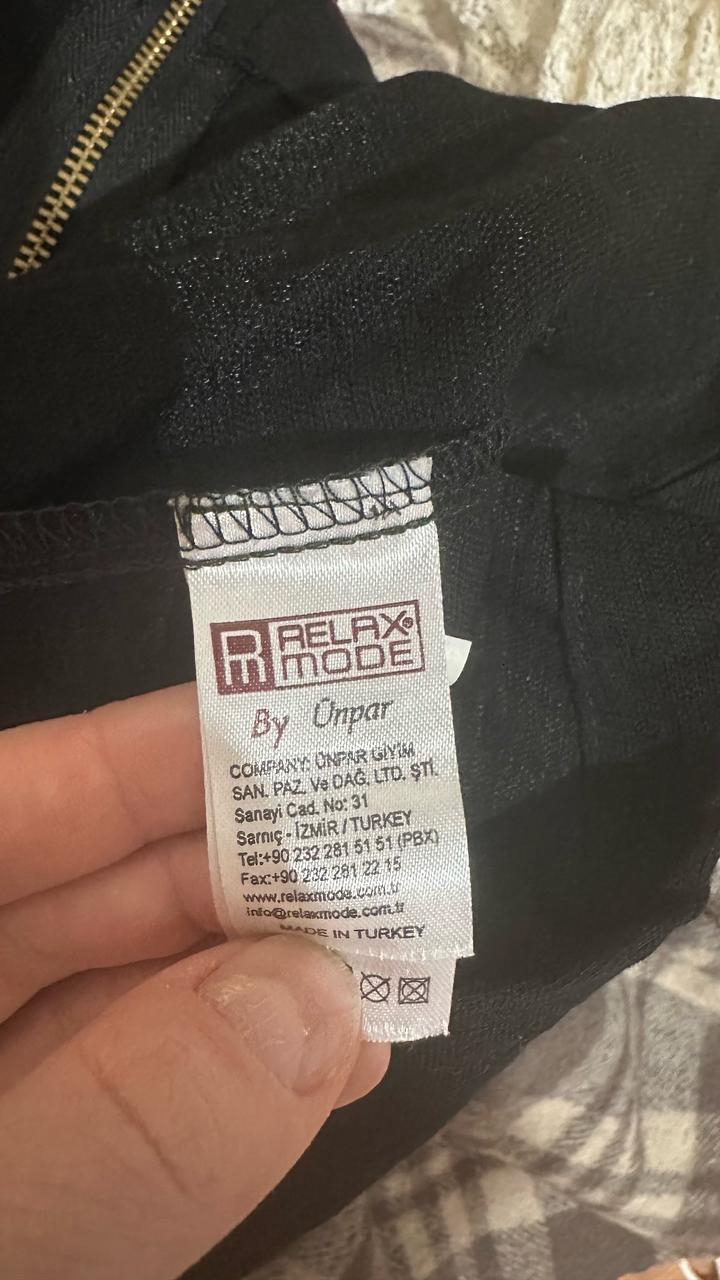 RM RELAX
MODE
By Ünpar
COMPANY: ÜNPAR GİYİM
SAN. PAZ. Ve DAĞ. LTD. ŞTİ.
Sanayi Cad. No: 31
Sarnıç - İZMİR / TURKEY
Tel:+90 232 281 51 51 (PBX)
Fax:+90 232 281 22 15
www.relaxmode.com.tr
info@relaxmode.com.tr
MADE IN TURKEY